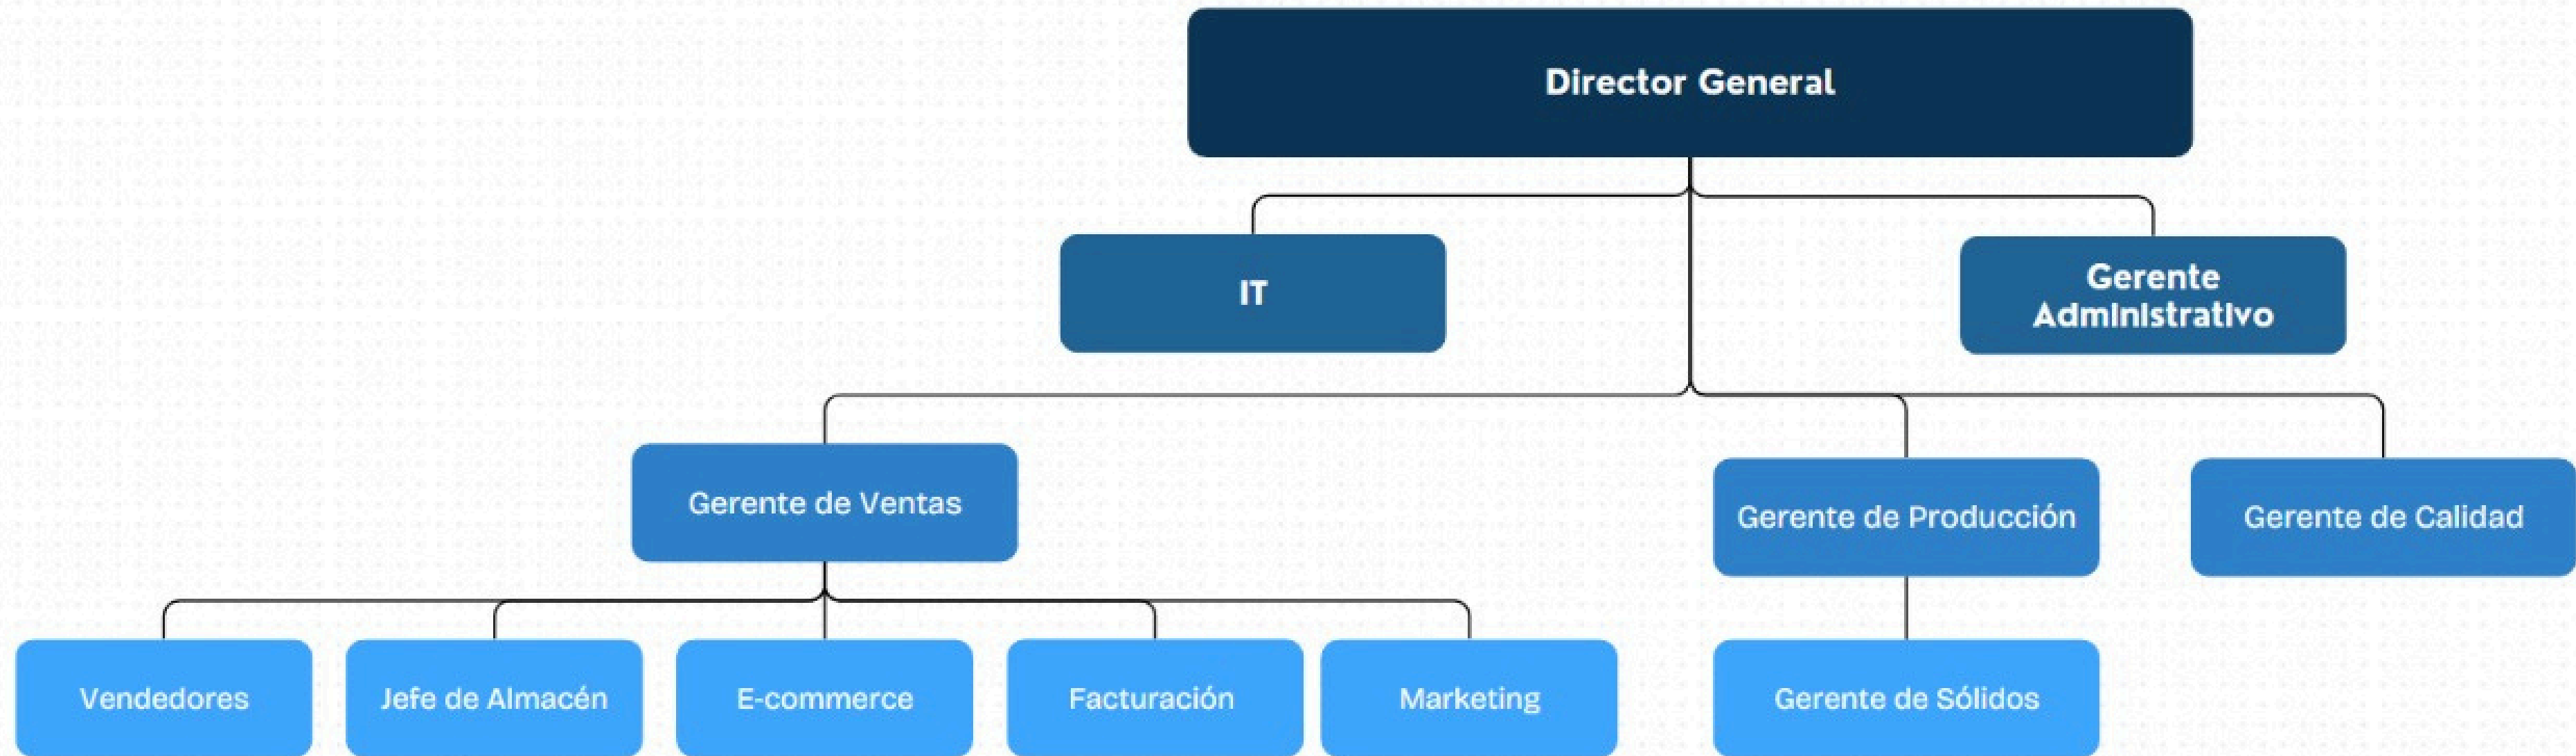 Director General
IT
Gerente
Administrativo
Gerente de Ventas
Gerente de Producción
Gerente de Calidad
Vendedores
Jefe de Almacén
E-commerce
Facturación
Marketing
Gerente de Sólidos